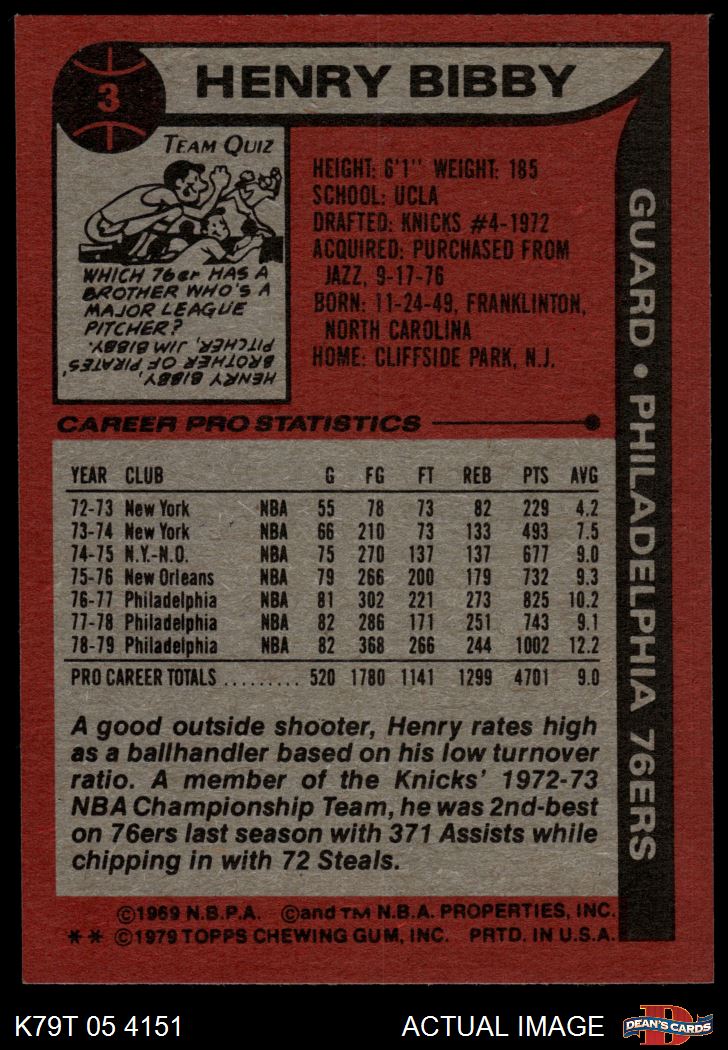 3
HENRY BIBBY
TEAM QUIZ
WHICH 76er HAS A
BROTHER WHO'S A
MAJOR LEAGUE
PITCHER?
HENRY BIBBY,
BROTHER OF PIRATES'
PITCHER, JIM BIBBY.
HEIGHT: 6'1" WEIGHT: 185
SCHOOL: UCLA
DRAFTED: KNICKS #4-1972
ACQUIRED: PURCHASED FROM
JAZZ, 9-17-76
BORN: 11-24-49, FRANKLINTON,
NORTH CAROLINA
HOME: CLIFFSIDE PARK, N.J.
GUARD • PHILADELPHIA 76ERS
CAREER PRO STATISTICS
YEAR CLUB G FG FT REB PTS AVG
72-73 New York NBA 55 78 73 82 229 4.2
73-74 New York NBA 66 210 73 133 493 7.5
74-75 N.Y.-N.O. NBA 75 270 137 137 677 9.0
75-76 New Orleans NBA 79 266 200 179 732 9.3
76-77 Philadelphia NBA 81 302 221 273 825 10.2
77-78 Philadelphia NBA 82 286 171 251 743 9.1
78-79 Philadelphia NBA 82 368 266 244 1002 12.2
PRO CAREER TOTALS ......... 520 1780 1141 1299 4701 9.0
A good outside shooter, Henry rates high
as a ballhandler based on his low turnover
ratio. A member of the Knicks' 1972-73
NBA Championship Team, he was 2nd-best
on 76ers last season with 371 Assists while
chipping in with 72 Steals.
©1969 N.B.P.A. ©and TM N.B.A. PROPERTIES, INC.
** ©1979 TOPPS CHEWING GUM, INC. PRTD. IN U.S.A.
K79T 05 4151 ACTUAL IMAGE
D
DEAN'S CARDS